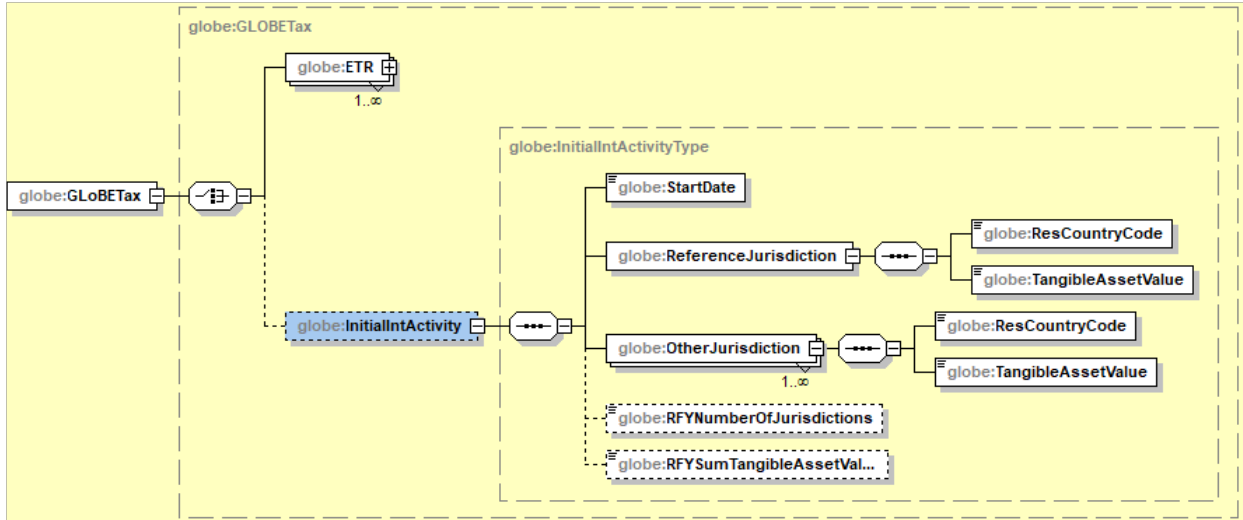 globe:GLOBETax
globe:ETR
1..∞
globe:InitialIntActivityType
globe:StartDate
globe:GLoBETax
globe:ResCountryCode
globe:ReferenceJurisdiction
globe:TangibleAssetValue
globe:InitialIntActivity
globe:ResCountryCode
globe:OtherJurisdiction
globe:TangibleAssetValue
1..∞
globe:RFYNumberOfJurisdictions
globe:RFYSumTangibleAssetVal...